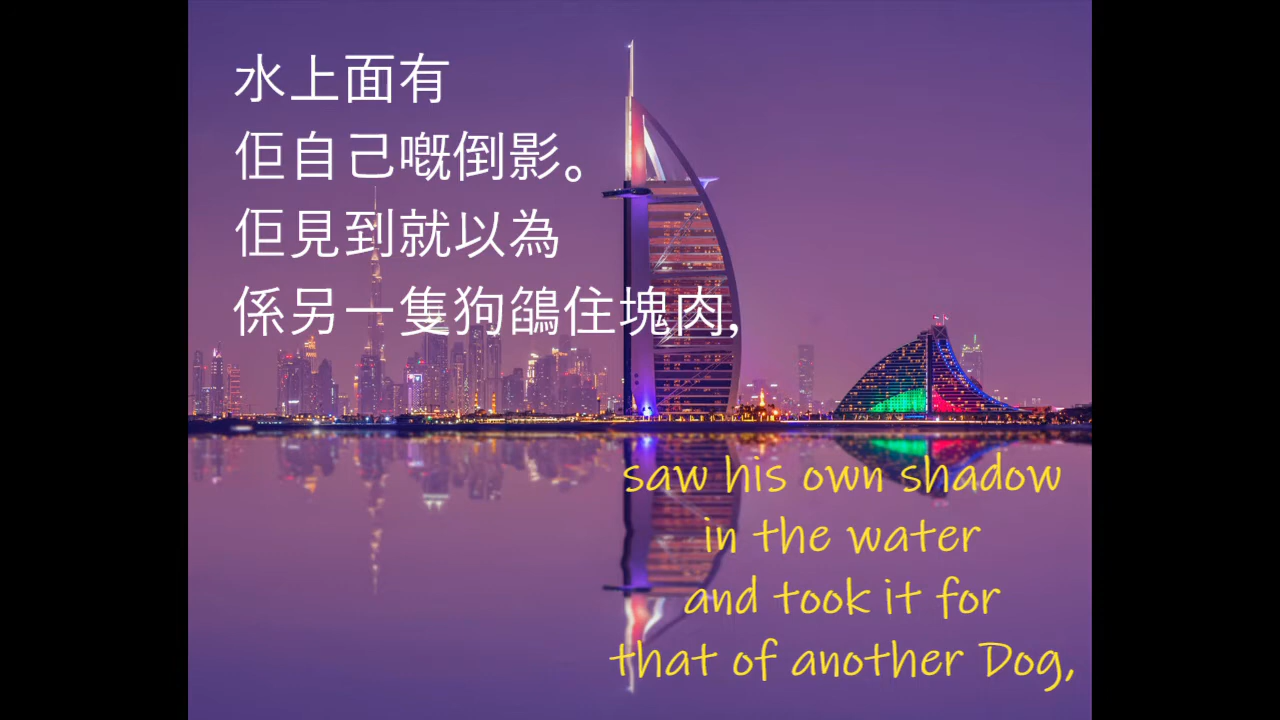 水上面有
佢自己嘅倒影。
佢見到就以為
係另一隻狗鴿住塊肉,
saw his own shadow
in the water
and took it for
that of another Dog,